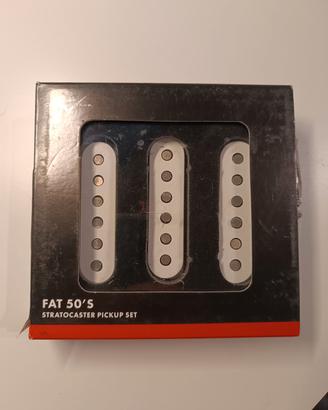 FAT 50'S
STRATOCASTER PICKUP SET